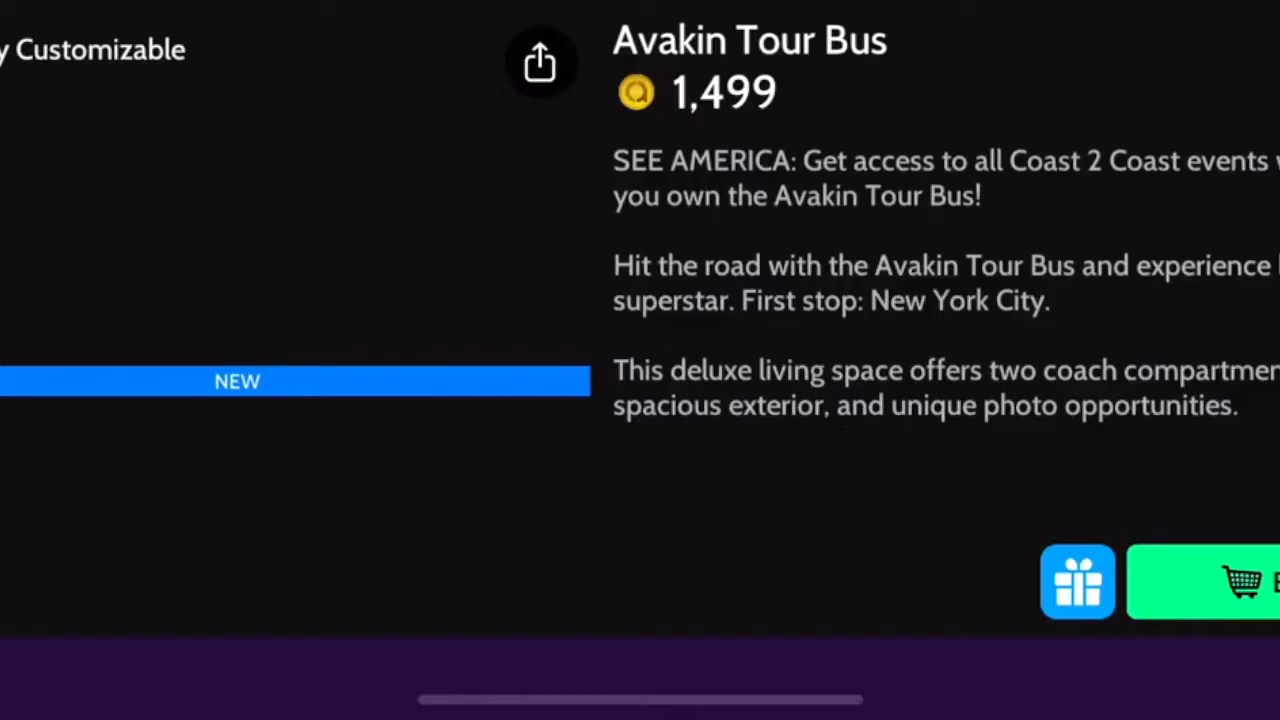 y Customizable
Avakin Tour Bus
1,499
SEE AMERICA: Get access to all Coast 2 Coast events
you own the Avakin Tour Bus!
Hit the road with the Avakin Tour Bus and experience
superstar. First stop: New York City.
NEW
This deluxe living space offers two coach compartmen
spacious exterior, and unique photo opportunities.